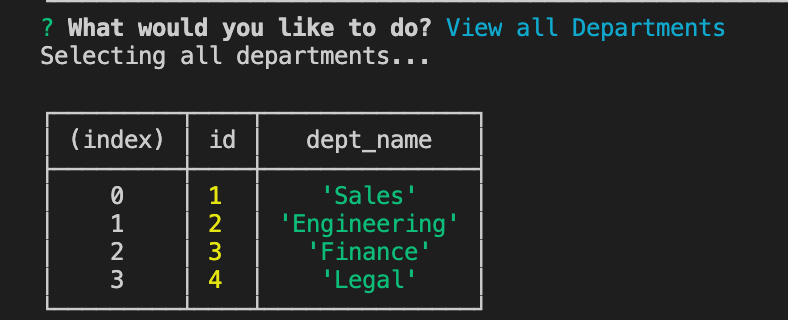 ? What would you like to do? View all Departments
Selecting all departments...
(index) id dept_name
0 1 'Sales'
1 2 'Engineering'
2 3 'Finance'
3 4 'Legal'